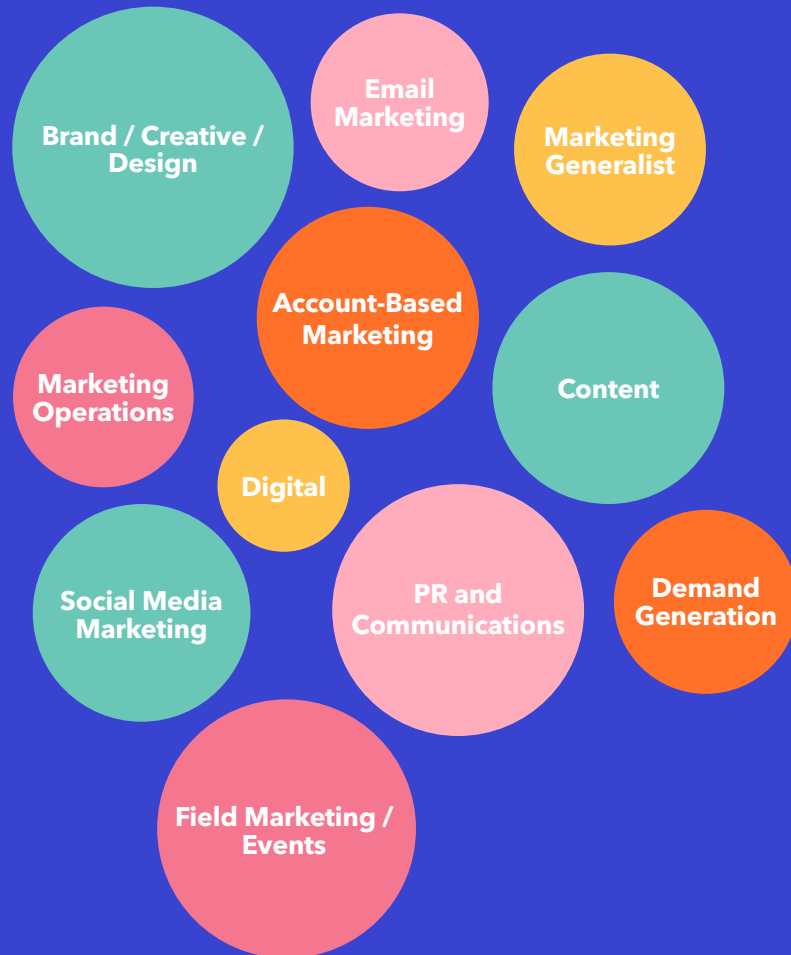 Email
Marketing
Brand / Creative /
Design
Marketing
Generalist
Account-Based
Marketing
Marketing
Operations
Content
Digital
Social Media
Marketing
PR and
Communications
Demand
Generation
Field Marketing /
Events